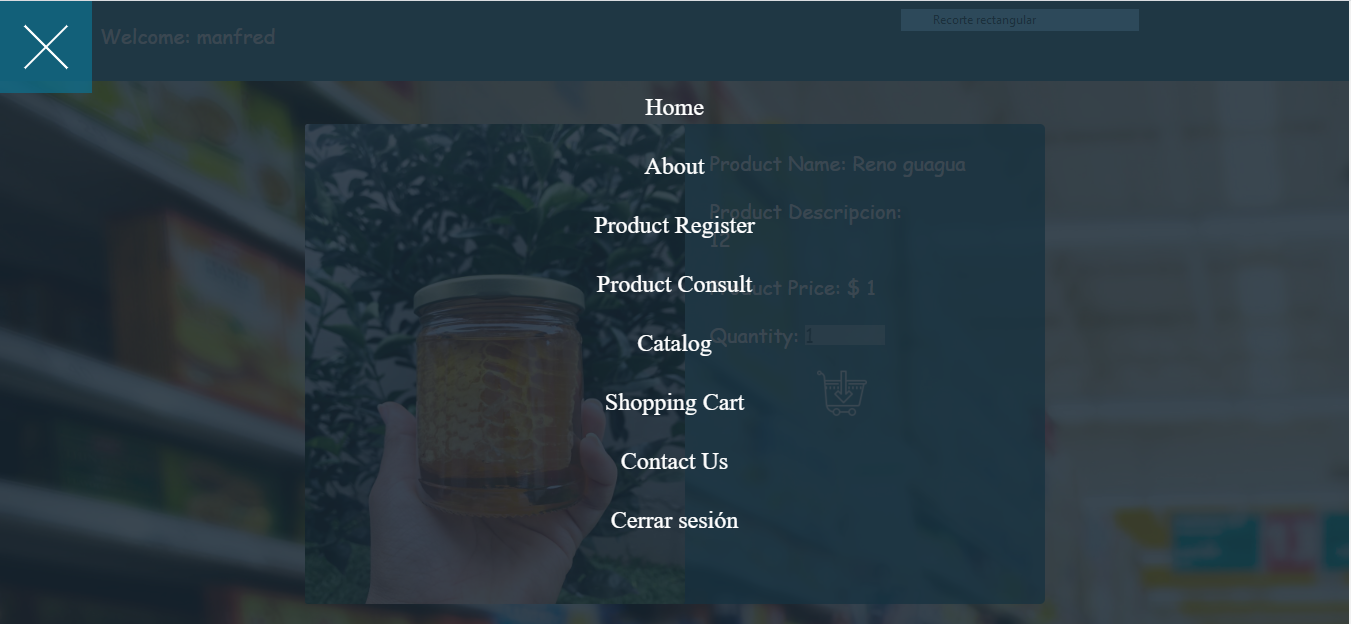 Welcome: manfred
Recorte rectangular
Home
About
Product Name: Reno guagua
Product Descripcion:
12
Product Register
Product Consult
Product Price: $ 1
Catalog
Quantity: 1
Shopping Cart
Contact Us
Cerrar sesión